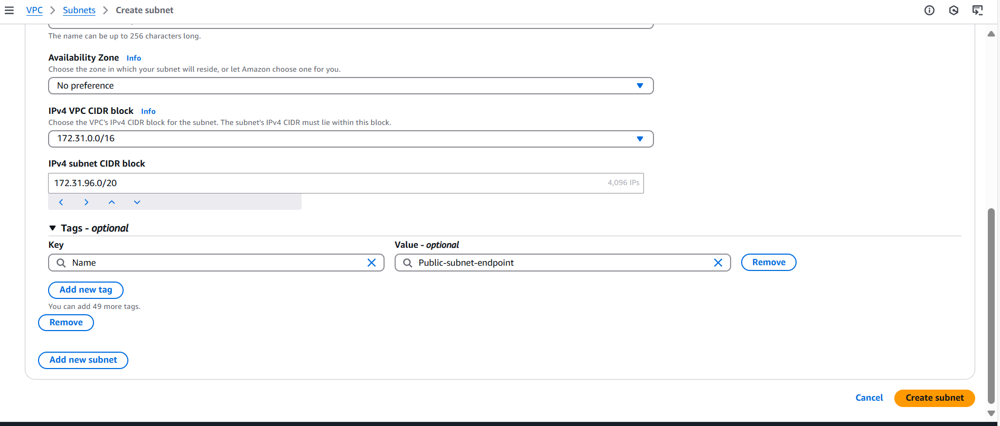 VPC > Subnets > Create subnet
The name can be up to 256 characters long.
Availability Zone Info
Choose the zone in which your subnet will reside, or let Amazon choose one for you.
No preference
IPv4 VPC CIDR block Info
Choose the VPC's IPv4 CIDR block for the subnet. The subnet's IPv4 CIDR must lie within this block.
172.31.0.0/16
IPv4 subnet CIDR block
172.31.96.0/20 4,096 IPs
Tags - optional
Key Value - optional
Name Public-subnet-endpoint Remove
Add new tag
You can add 49 more tags.
Remove
Add new subnet
Cancel Create subnet